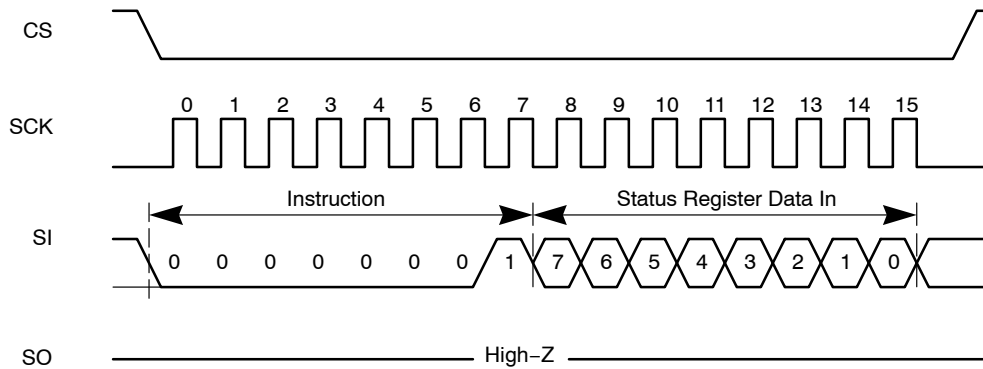 CS
0 1 2 3 4 5 6 7 8 9 10 11 12 13 14 15
SCK
Instruction Status Register Data In
SI
0 0 0 0 0 0 0 1 7 6 5 4 3 2 1 0
SO High−Z